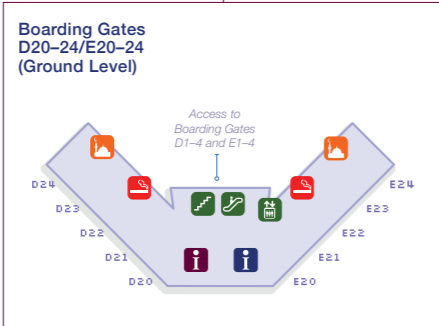 Boarding Gates
D20–24/E20–24
(Ground Level)
Access to
Boarding Gates
D1–4 and E1–4
D24
D23
D22
D21
D20
E24
E23
E22
E21
E20
i
i